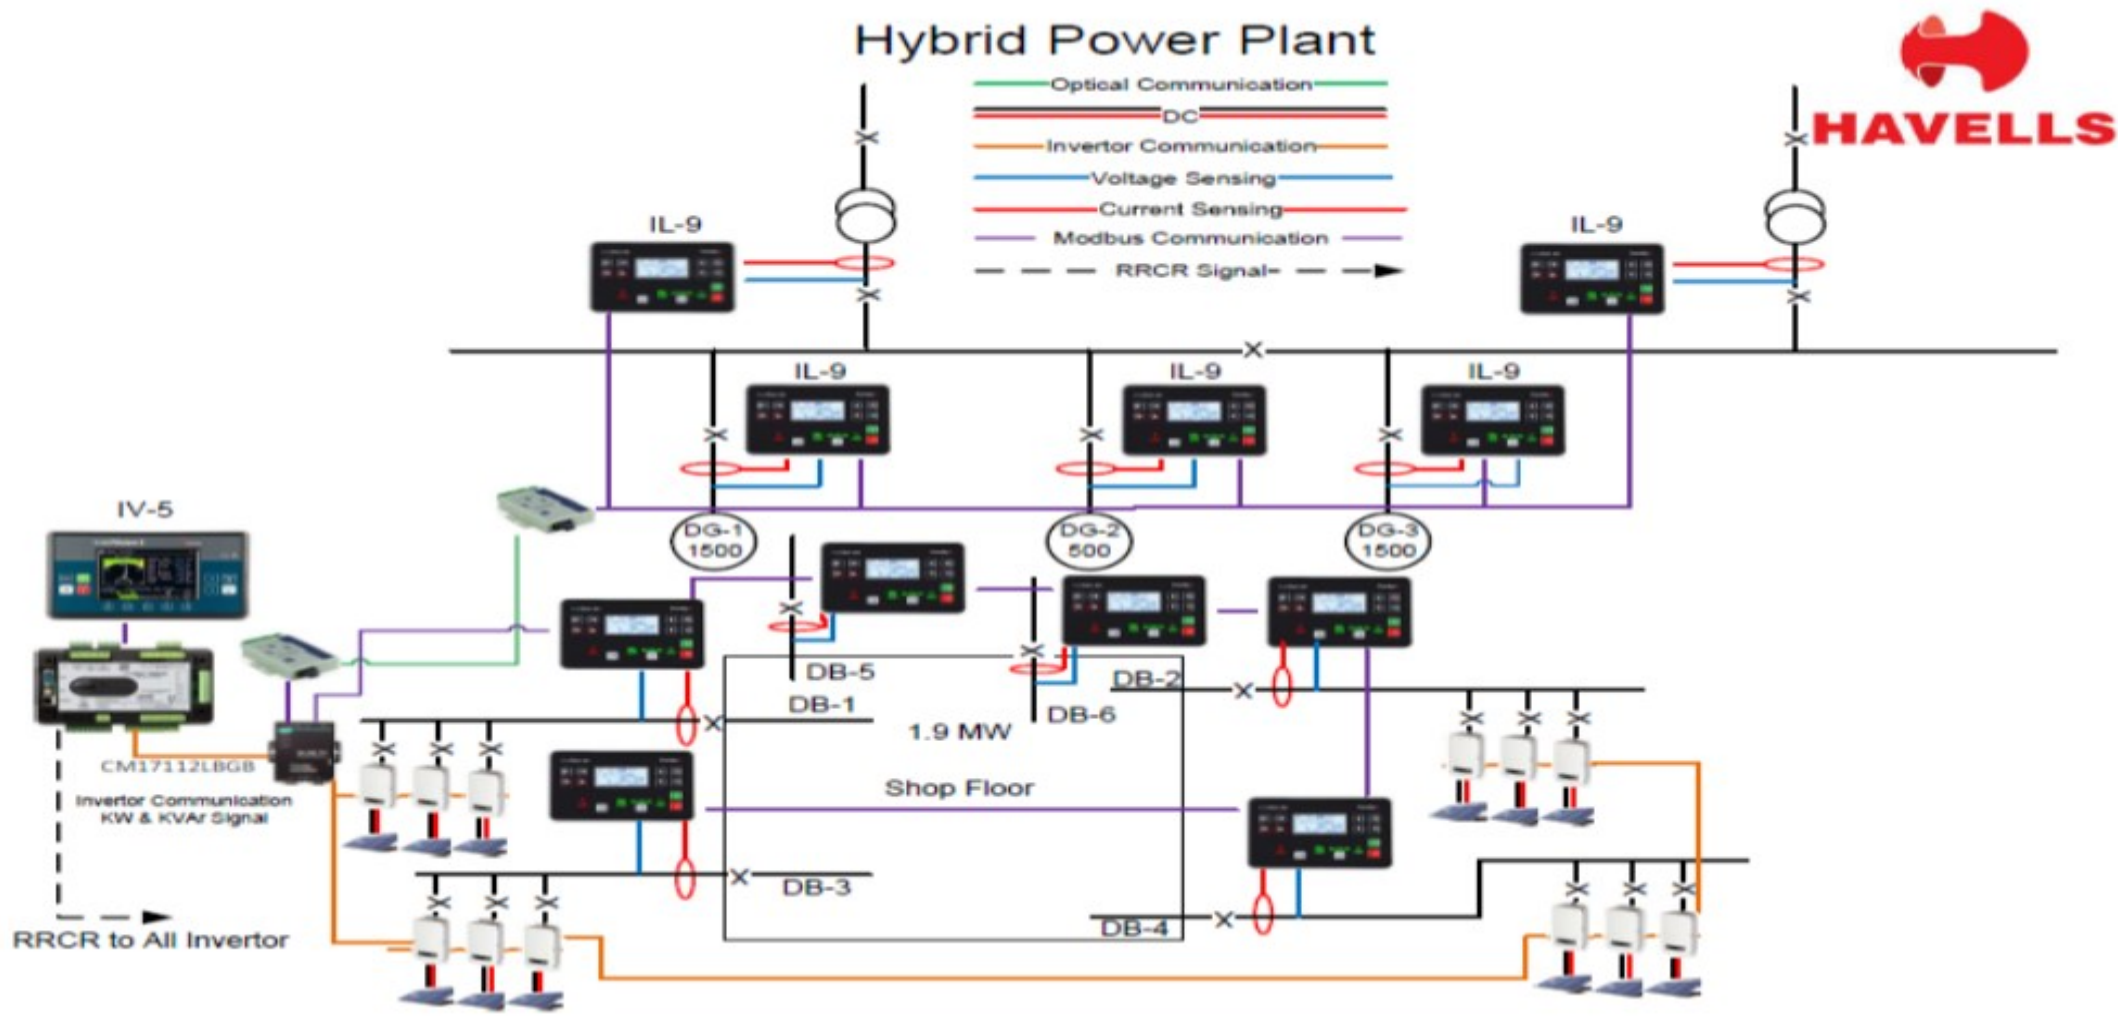 Hybrid Power Plant
HAVELLS
Optical Communication
DC
Invertor Communication
Voltage Sensing
Current Sensing
Modbus Communication
RRCR Signal
IL-9
IL-9
IL-9
IL-9
IL-9
IV-5
DG-1
1500
DG-2
500
DG-3
1500
DB-5
DB-1
DB-2
DB-6
1.9 MW
Shop Floor
CM17112LBGB
Invertor Communication
KW & KVAr Signal
DB-3
DB-4
RRCR to All Invertor